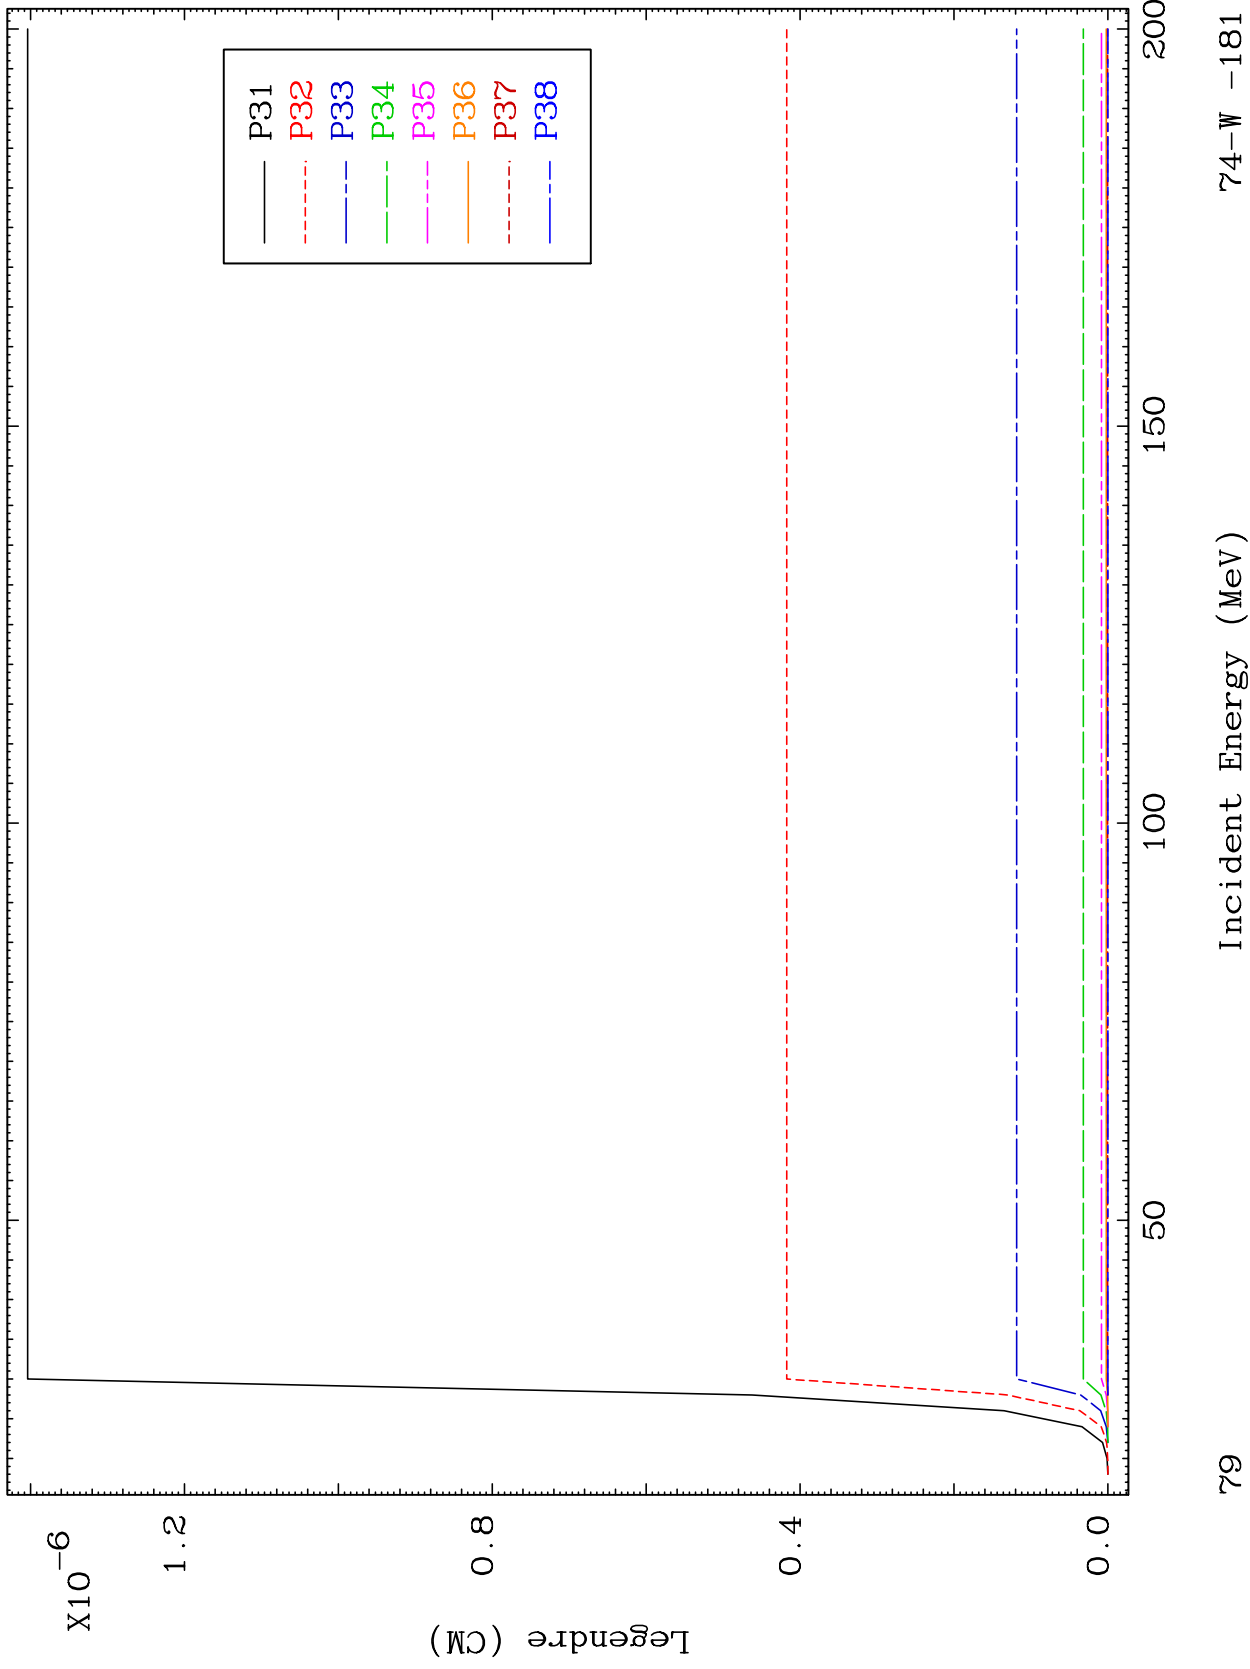 X10⁻⁶
Legendre (CM)
1.2
0.8
0.4
0.0
P31
P32
P33
P34
P35
P36
P37
P38
50
100
150
200
79
Incident Energy (MeV)
74-W -181